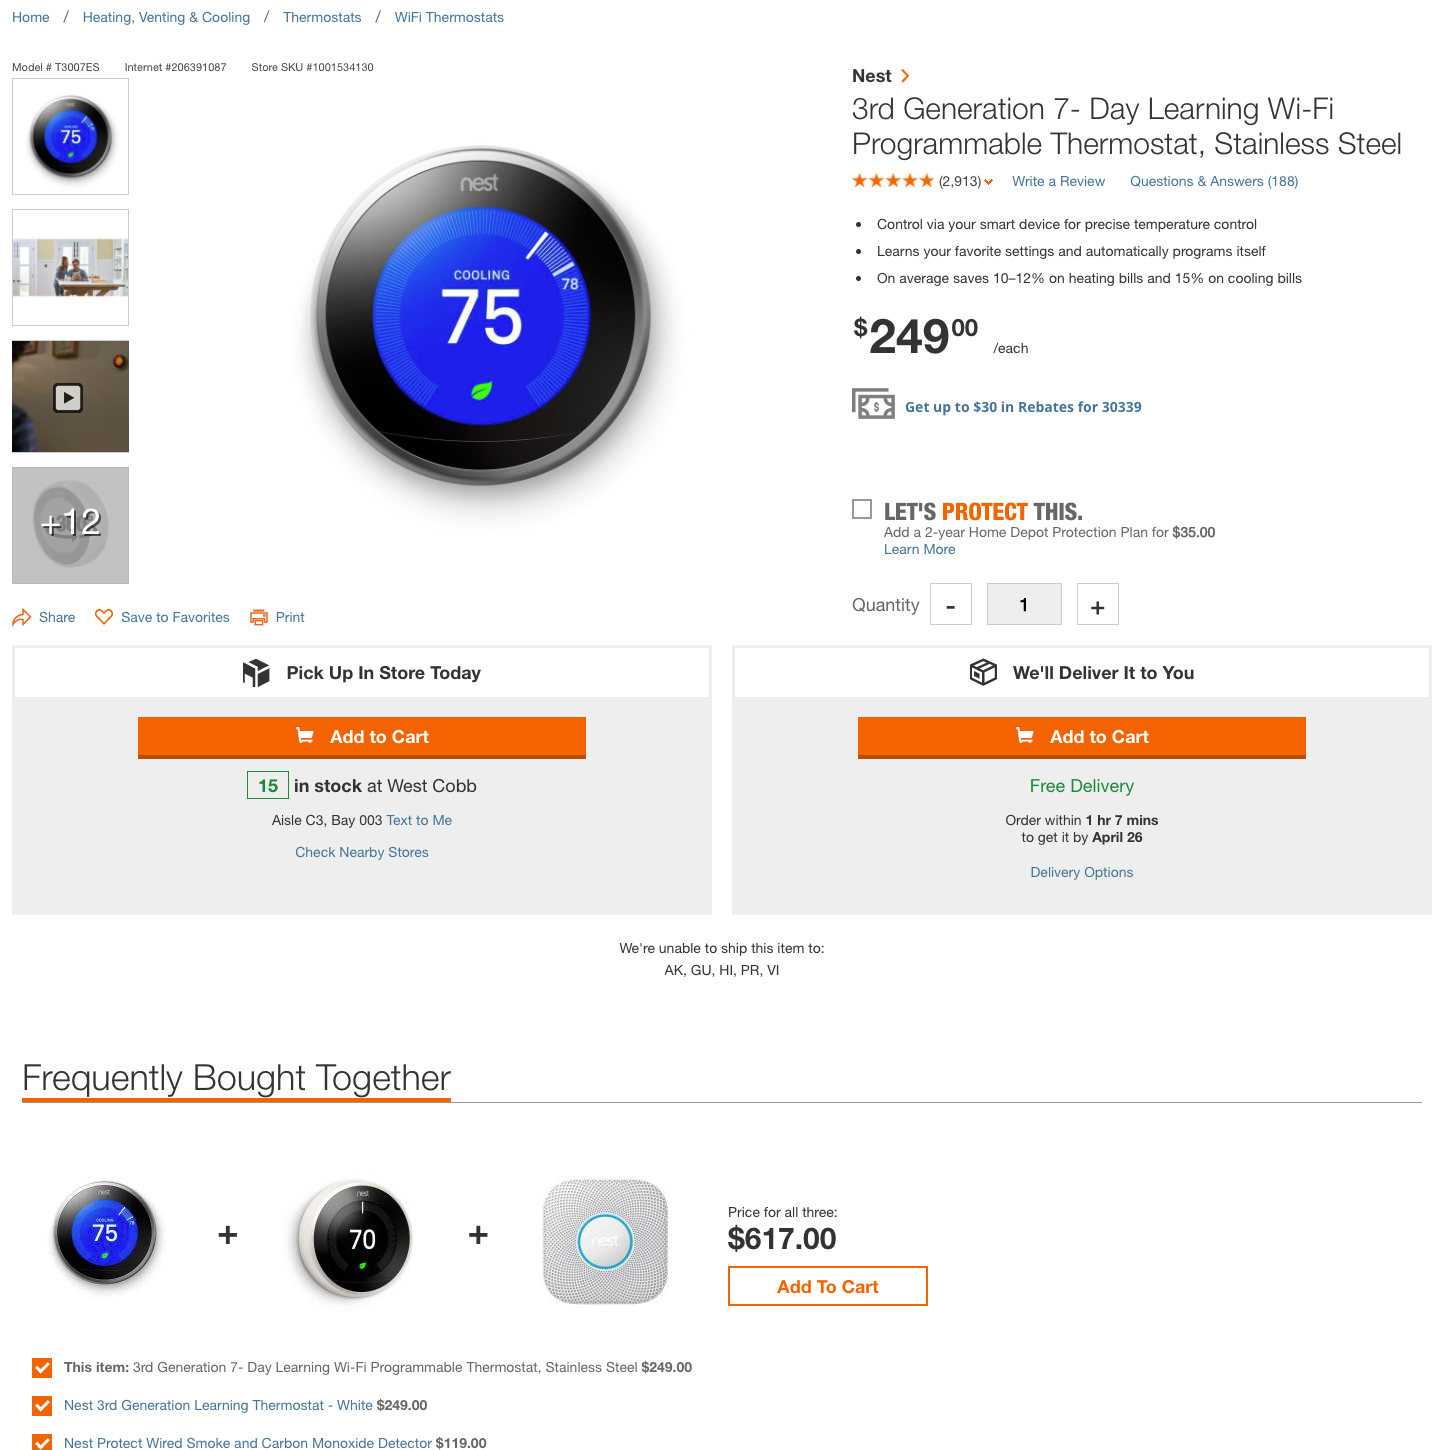 Home / Heating, Venting & Cooling / Thermostats / WiFi Thermostats
Model # T3007ES Internet #206391087 Store SKU #1001534130
nest
COOLING
75
+12
nest
COOLING
75
78
Share Save to Favorites Print
Nest
3rd Generation 7- Day Learning Wi-Fi
Programmable Thermostat, Stainless Steel
(2,913) Write a Review Questions & Answers (188)
• Control via your smart device for precise temperature control
• Learns your favorite settings and automatically programs itself
• On average saves 10–12% on heating bills and 15% on cooling bills
$249 00 /each
$ Get up to $30 in Rebates for 30339
LET'S PROTECT THIS.
Add a 2-year Home Depot Protection Plan for $35.00
Learn More
Quantity - 1 +
Pick Up In Store Today
Add to Cart
15 in stock at West Cobb
Aisle C3, Bay 003 Text to Me
Check Nearby Stores
We'll Deliver It to You
Add to Cart
Free Delivery
Order within 1 hr 7 mins
to get it by April 26
Delivery Options
We're unable to ship this item to:
AK, GU, HI, PR, VI
Frequently Bought Together
nest
COOLING
75
+
nest
70
+
nest
Price for all three:
$617.00
Add To Cart
This item: 3rd Generation 7- Day Learning Wi-Fi Programmable Thermostat, Stainless Steel $249.00
Nest 3rd Generation Learning Thermostat - White $249.00
Nest Protect Wired Smoke and Carbon Monoxide Detector $119.00